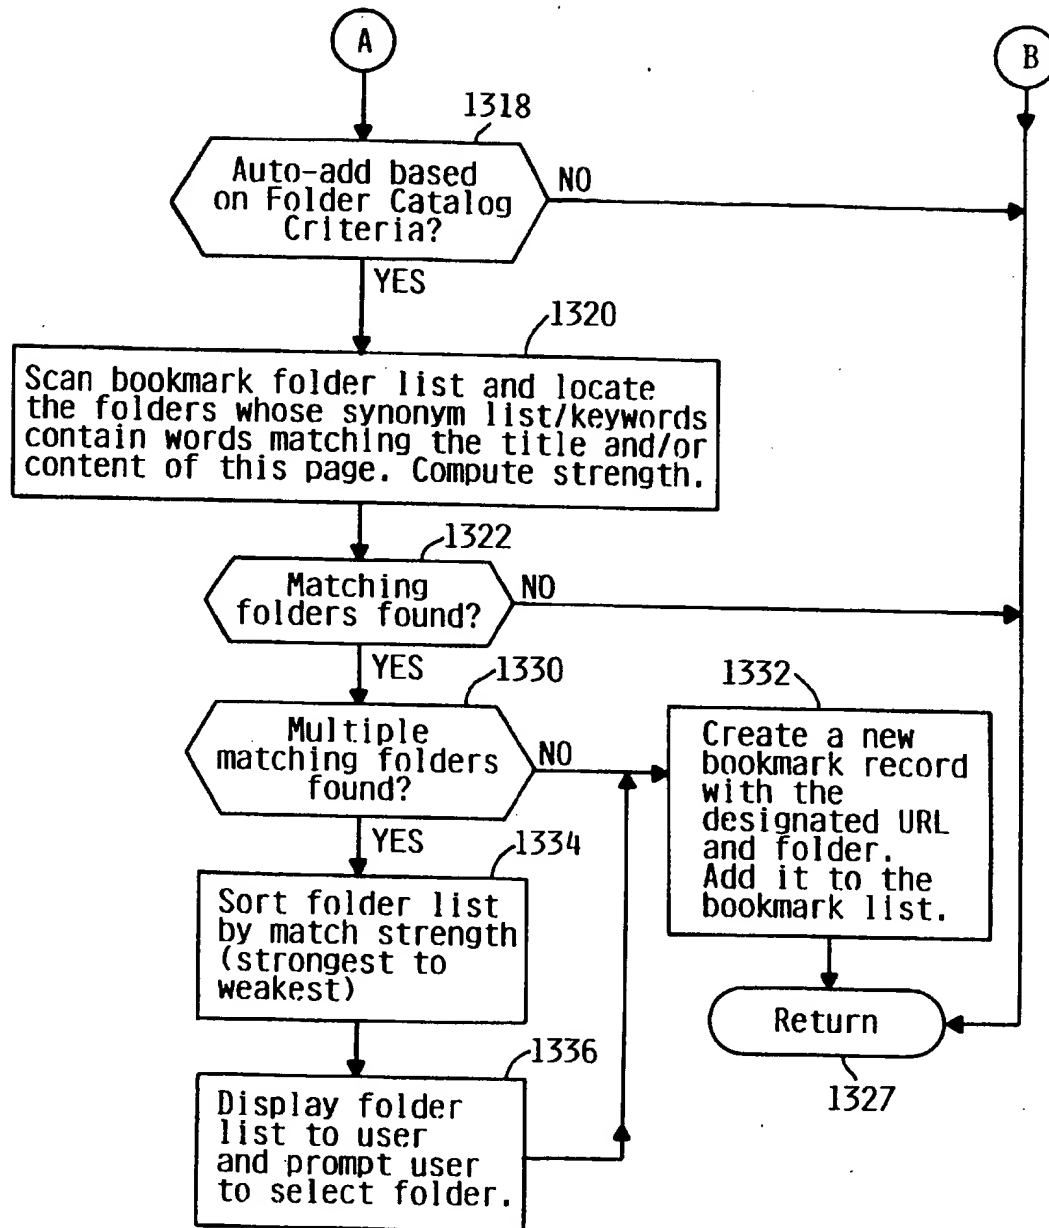 A
B
1318
Auto-add based
on Folder Catalog
Criteria?
NO
YES
1320
Scan bookmark folder list and locate
the folders whose synonym list/keywords
contain words matching the title and/or
content of this page. Compute strength.
1322
Matching
folders found?
NO
YES
1330
Multiple
matching folders
found?
NO
YES
1332
Create a new
bookmark record
with the
designated URL
and folder.
Add it to the
bookmark list.
1334
Sort folder list
by match strength
(strongest to
weakest)
Return
1327
1336
Display folder
list to user
and prompt user
to select folder.